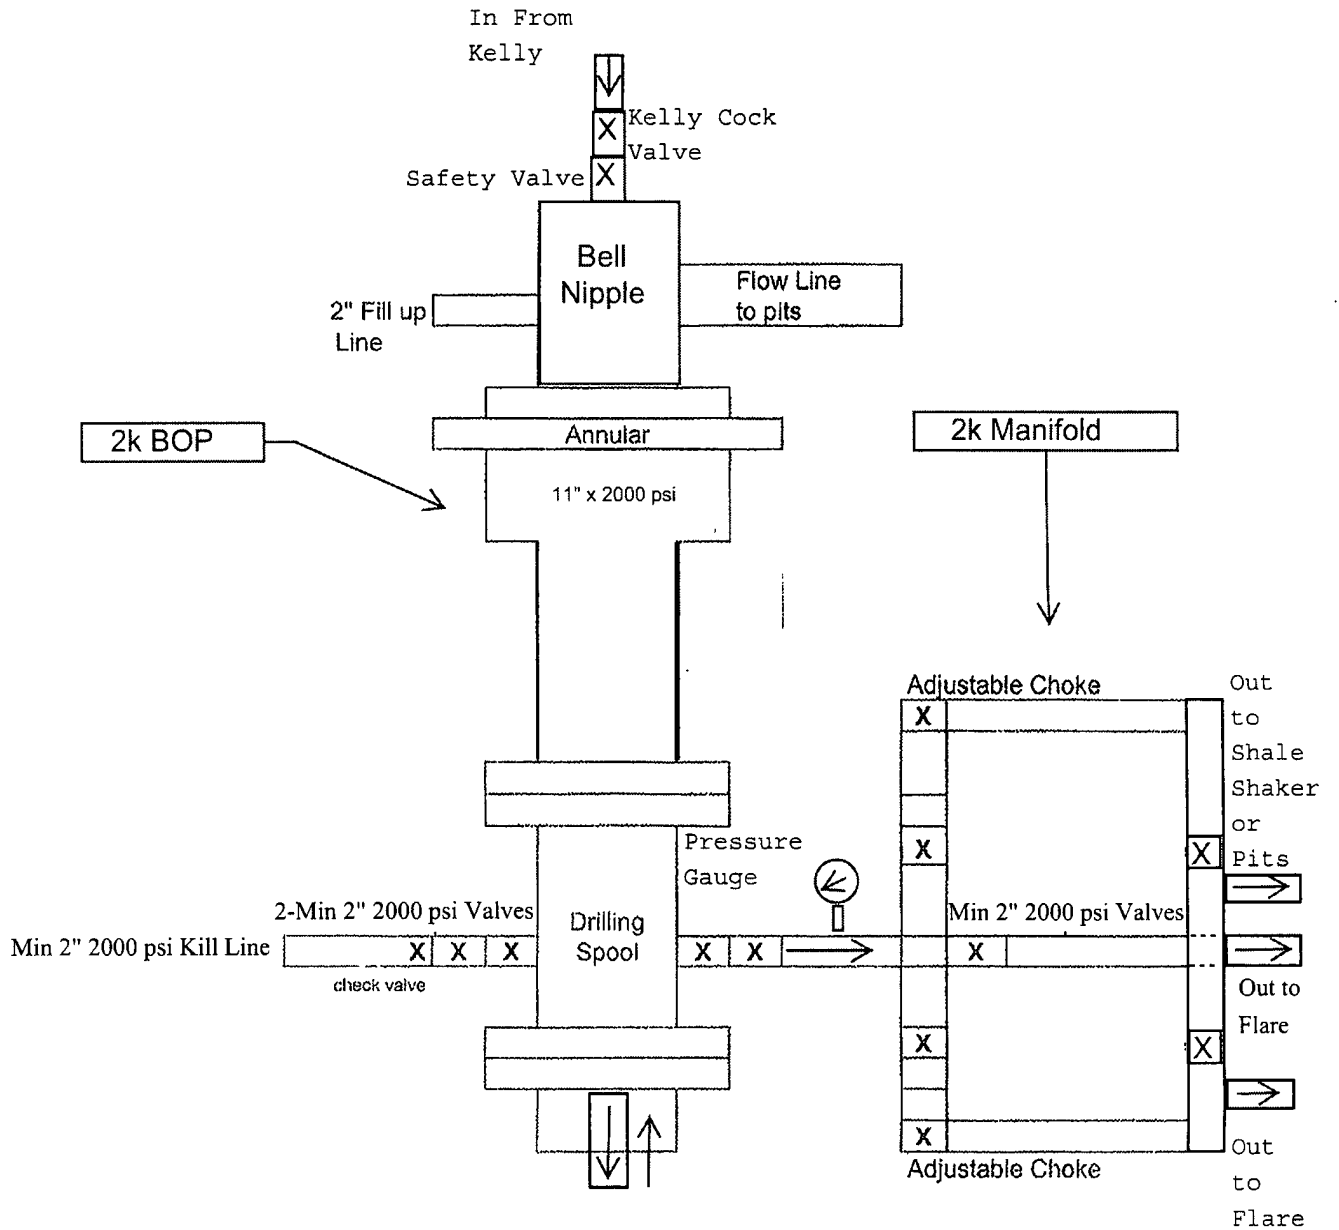 In From
Kelly
Kelly Cock
Valve
X
Safety Valve
X
Bell
Nipple
2" Fill up
Line
Flow Line
to pits
2k BOP
Annular
2k Manifold
11" x 2000 psi
Adjustable Choke
X
Out
to
Shale
Shaker
or
Pits
Pressure
Gauge
X
X
2-Min 2" 2000 psi Valves
Min 2" 2000 psi Valves
Min 2" 2000 psi Kill Line
X X X
Drilling
Spool
X X
X
check valve
Out to
Flare
X
X
X
Adjustable Choke
Out
to
Flare